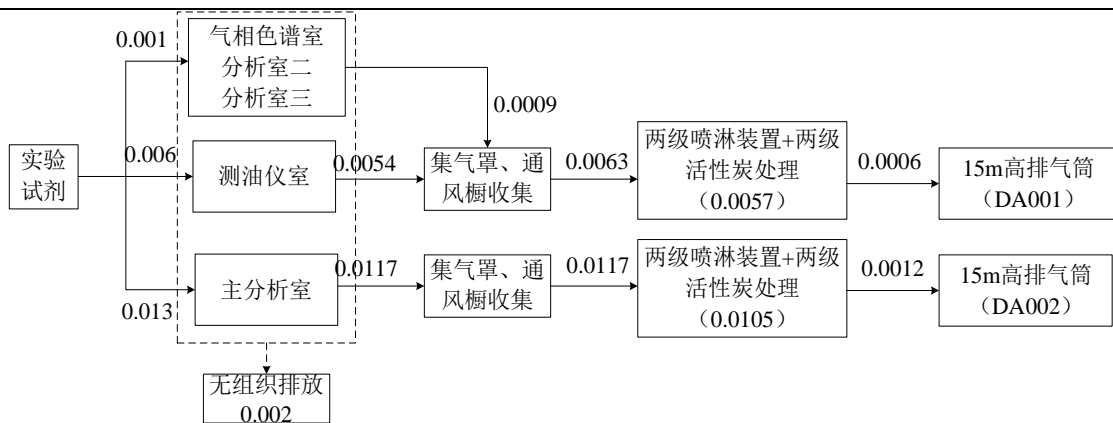 0.001
气相色谱室
分析室二
分析室三
0.0009
实验
试剂
0.006
测油仪室
0.0054
集气罩、通
风橱收集
0.0063
两级喷淋装置+两级
活性炭处理
（0.0057）
0.0006
15m高排气筒
（DA001）
0.013
主分析室
0.0117
集气罩、通
风橱收集
0.0117
两级喷淋装置+两级
活性炭处理
（0.0105）
0.0012
15m高排气筒
（DA002）
无组织排放
0.002